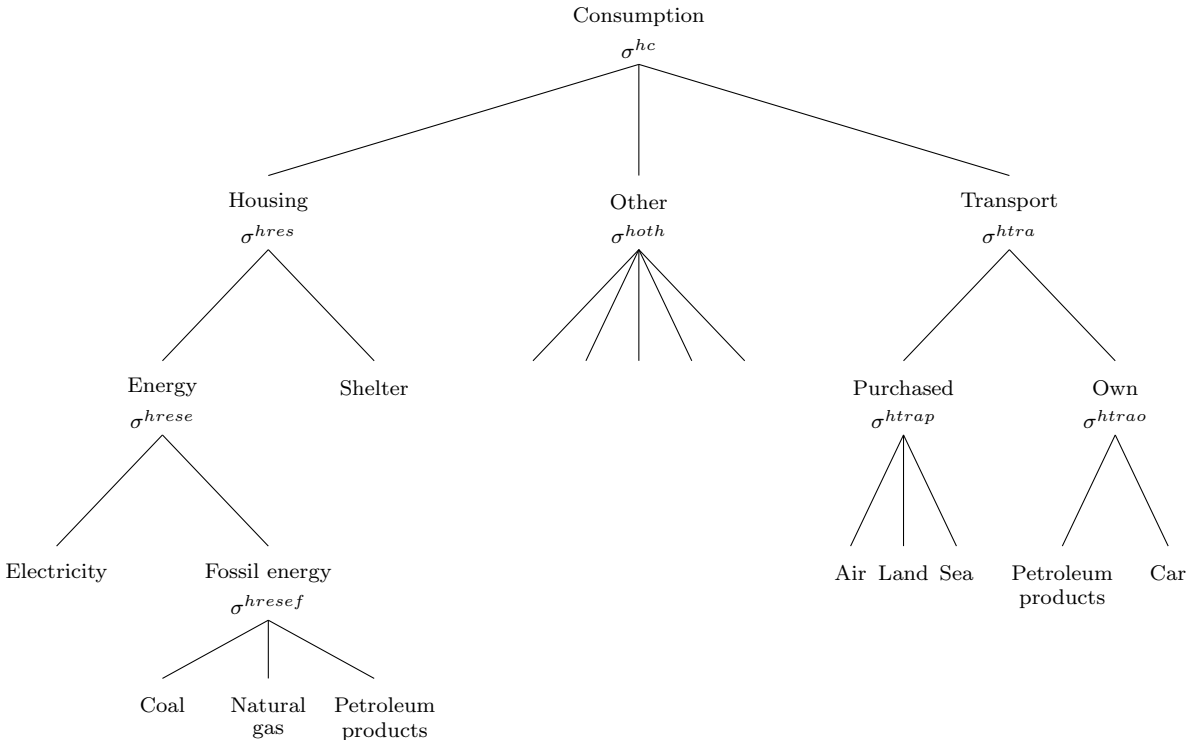 Consumption
σ^{hc}
Housing
Other
Transport
σ^{hres}
σ^{hoth}
σ^{htra}
Energy
Shelter
Purchased
Own
σ^{hrese}
σ^{htrap}
σ^{htrao}
Electricity
Fossil energy
Air
Land
Sea
Petroleum
products
Car
σ^{hresef}
Coal
Natural
gas
Petroleum
products